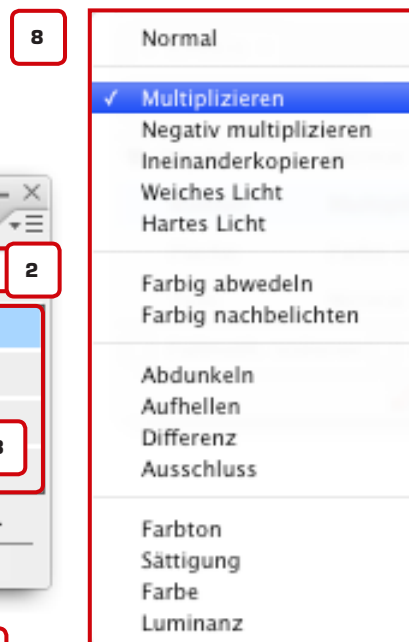 8
Normal
✓ Multiplizieren
Negativ multiplizieren
Ineinanderkopieren
Weiches Licht
Hartes Licht
2
Farbig abwedeln
Farbig nachbelichten
Abdunkeln
Aufhellen
Differenz
Ausschluss
Farbton
Sättigung
Farbe
Luminanz